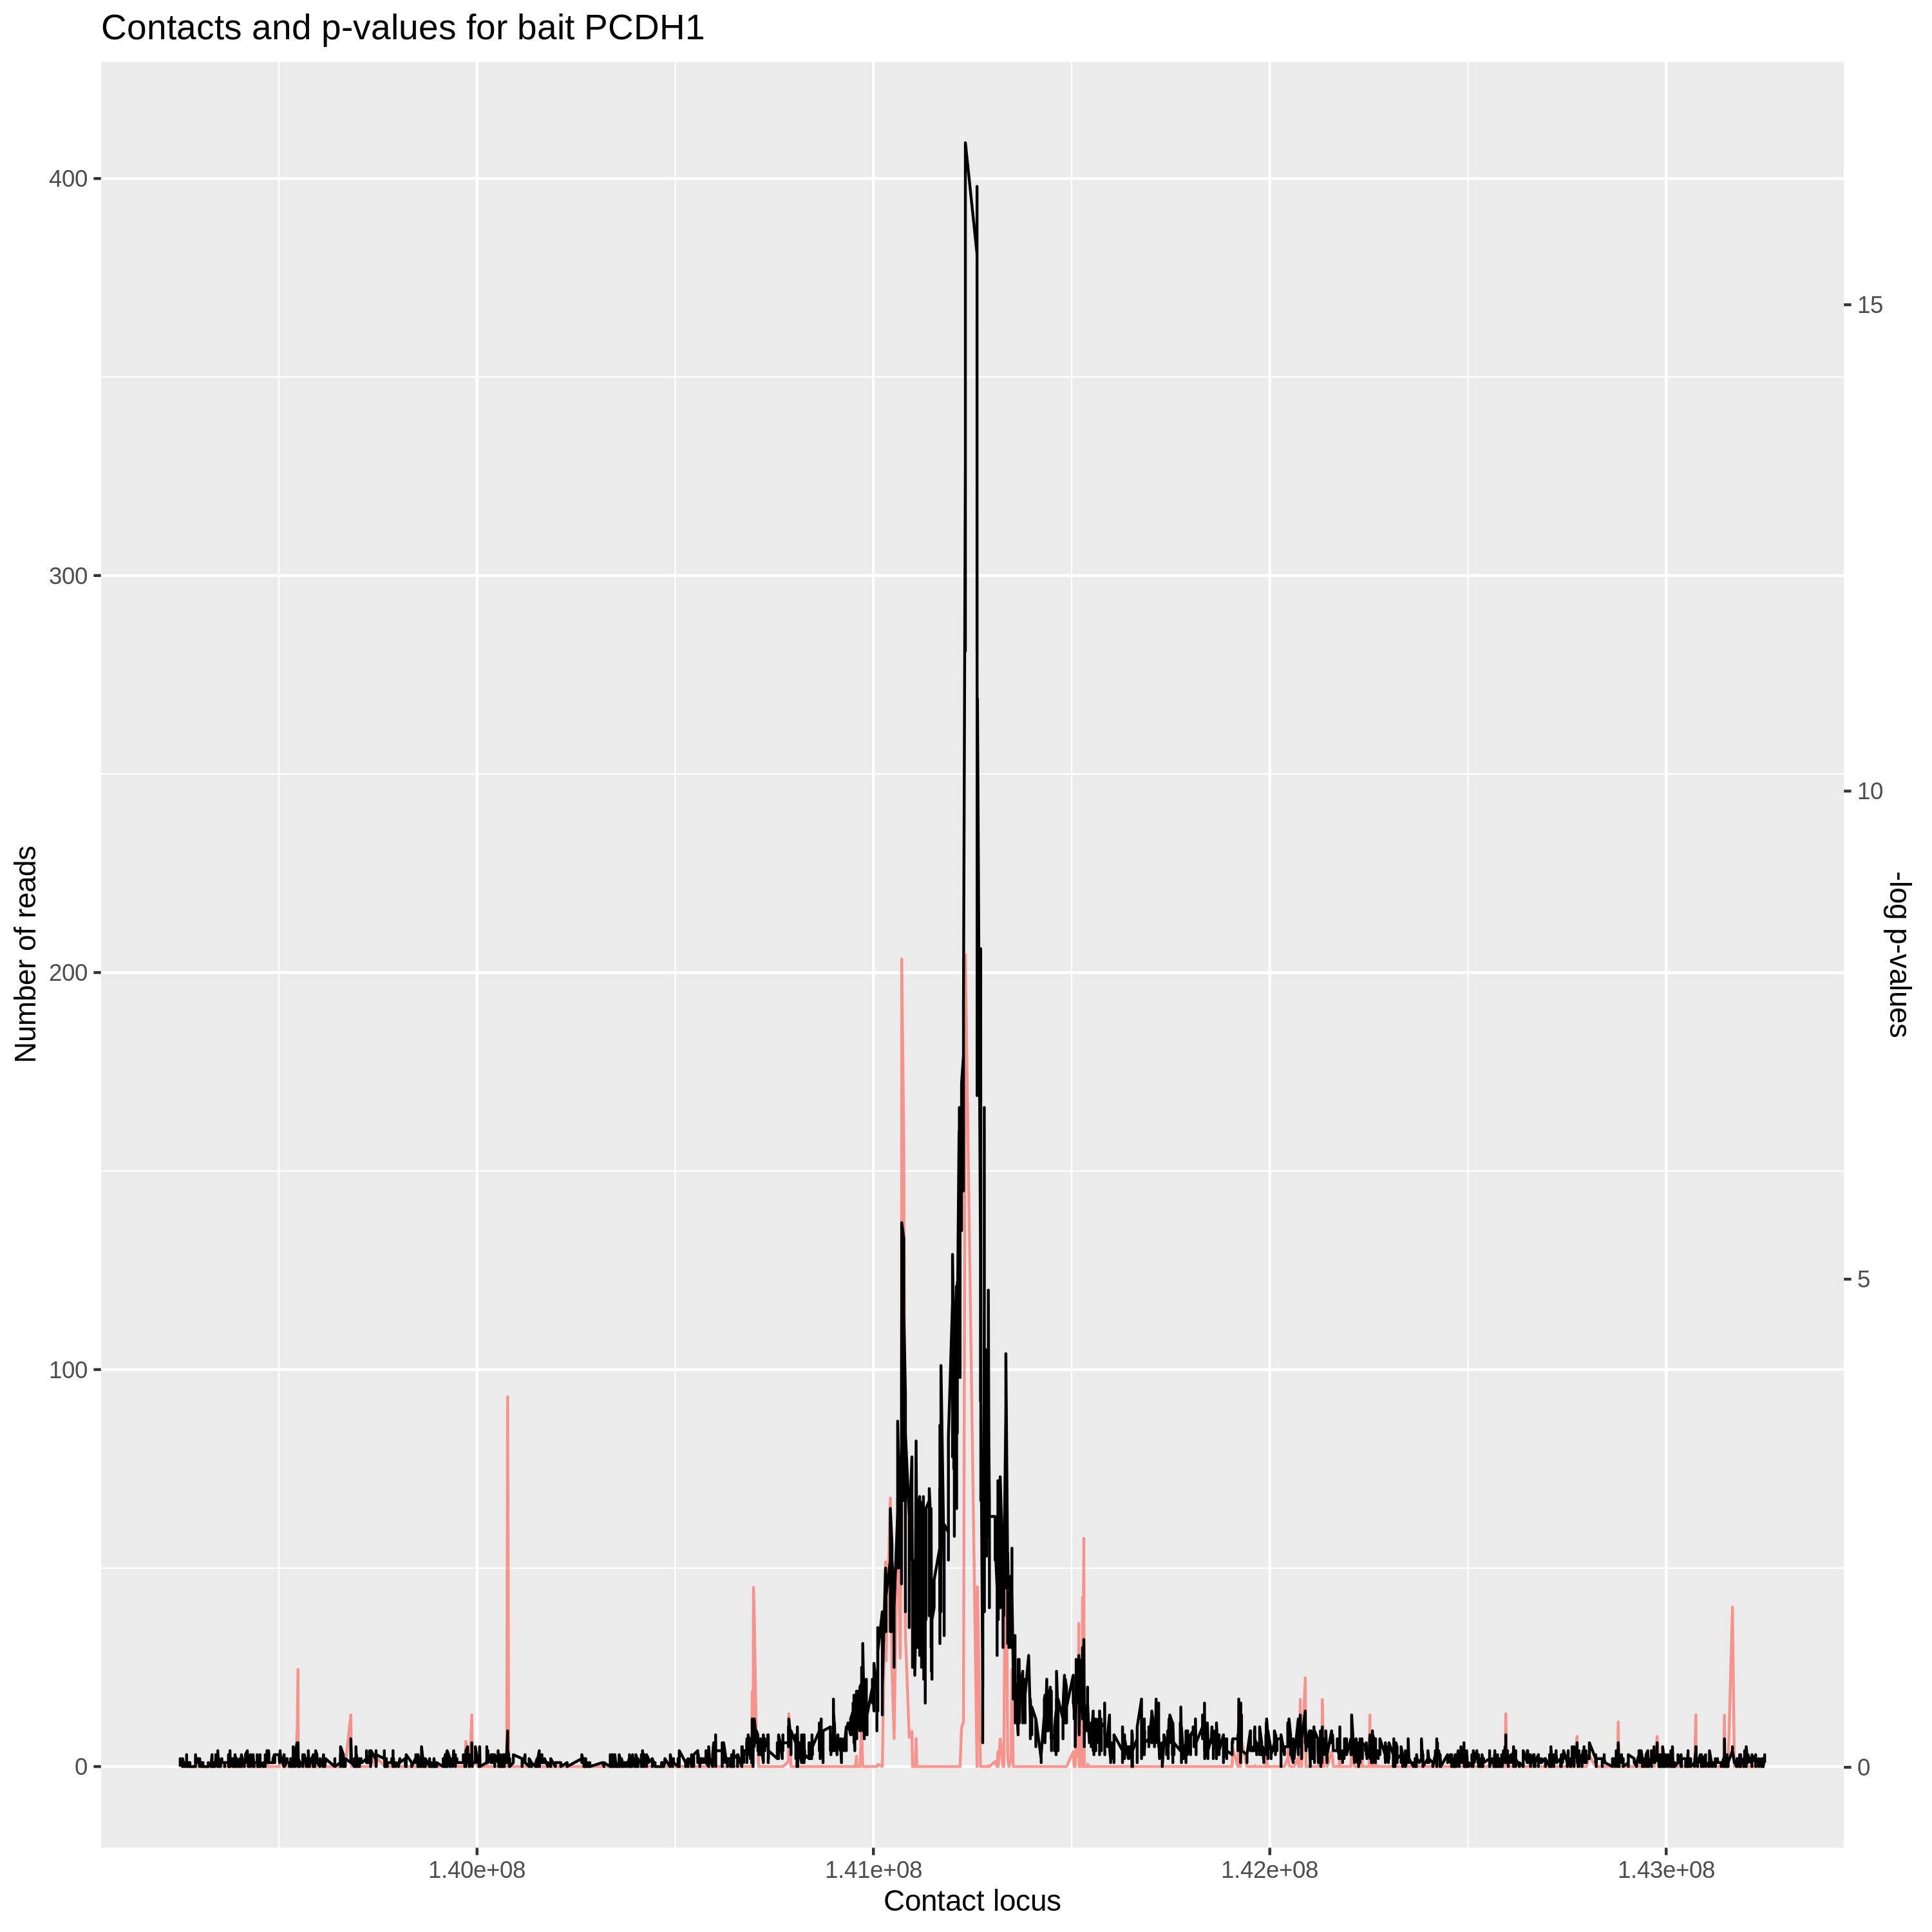 Contacts and p-values for bait PCDH1
400
300
200
100
0
Number of reads
15
10
5
0
-log p-values
1.40e+08
1.41e+08
1.42e+08
1.43e+08
Contact locus